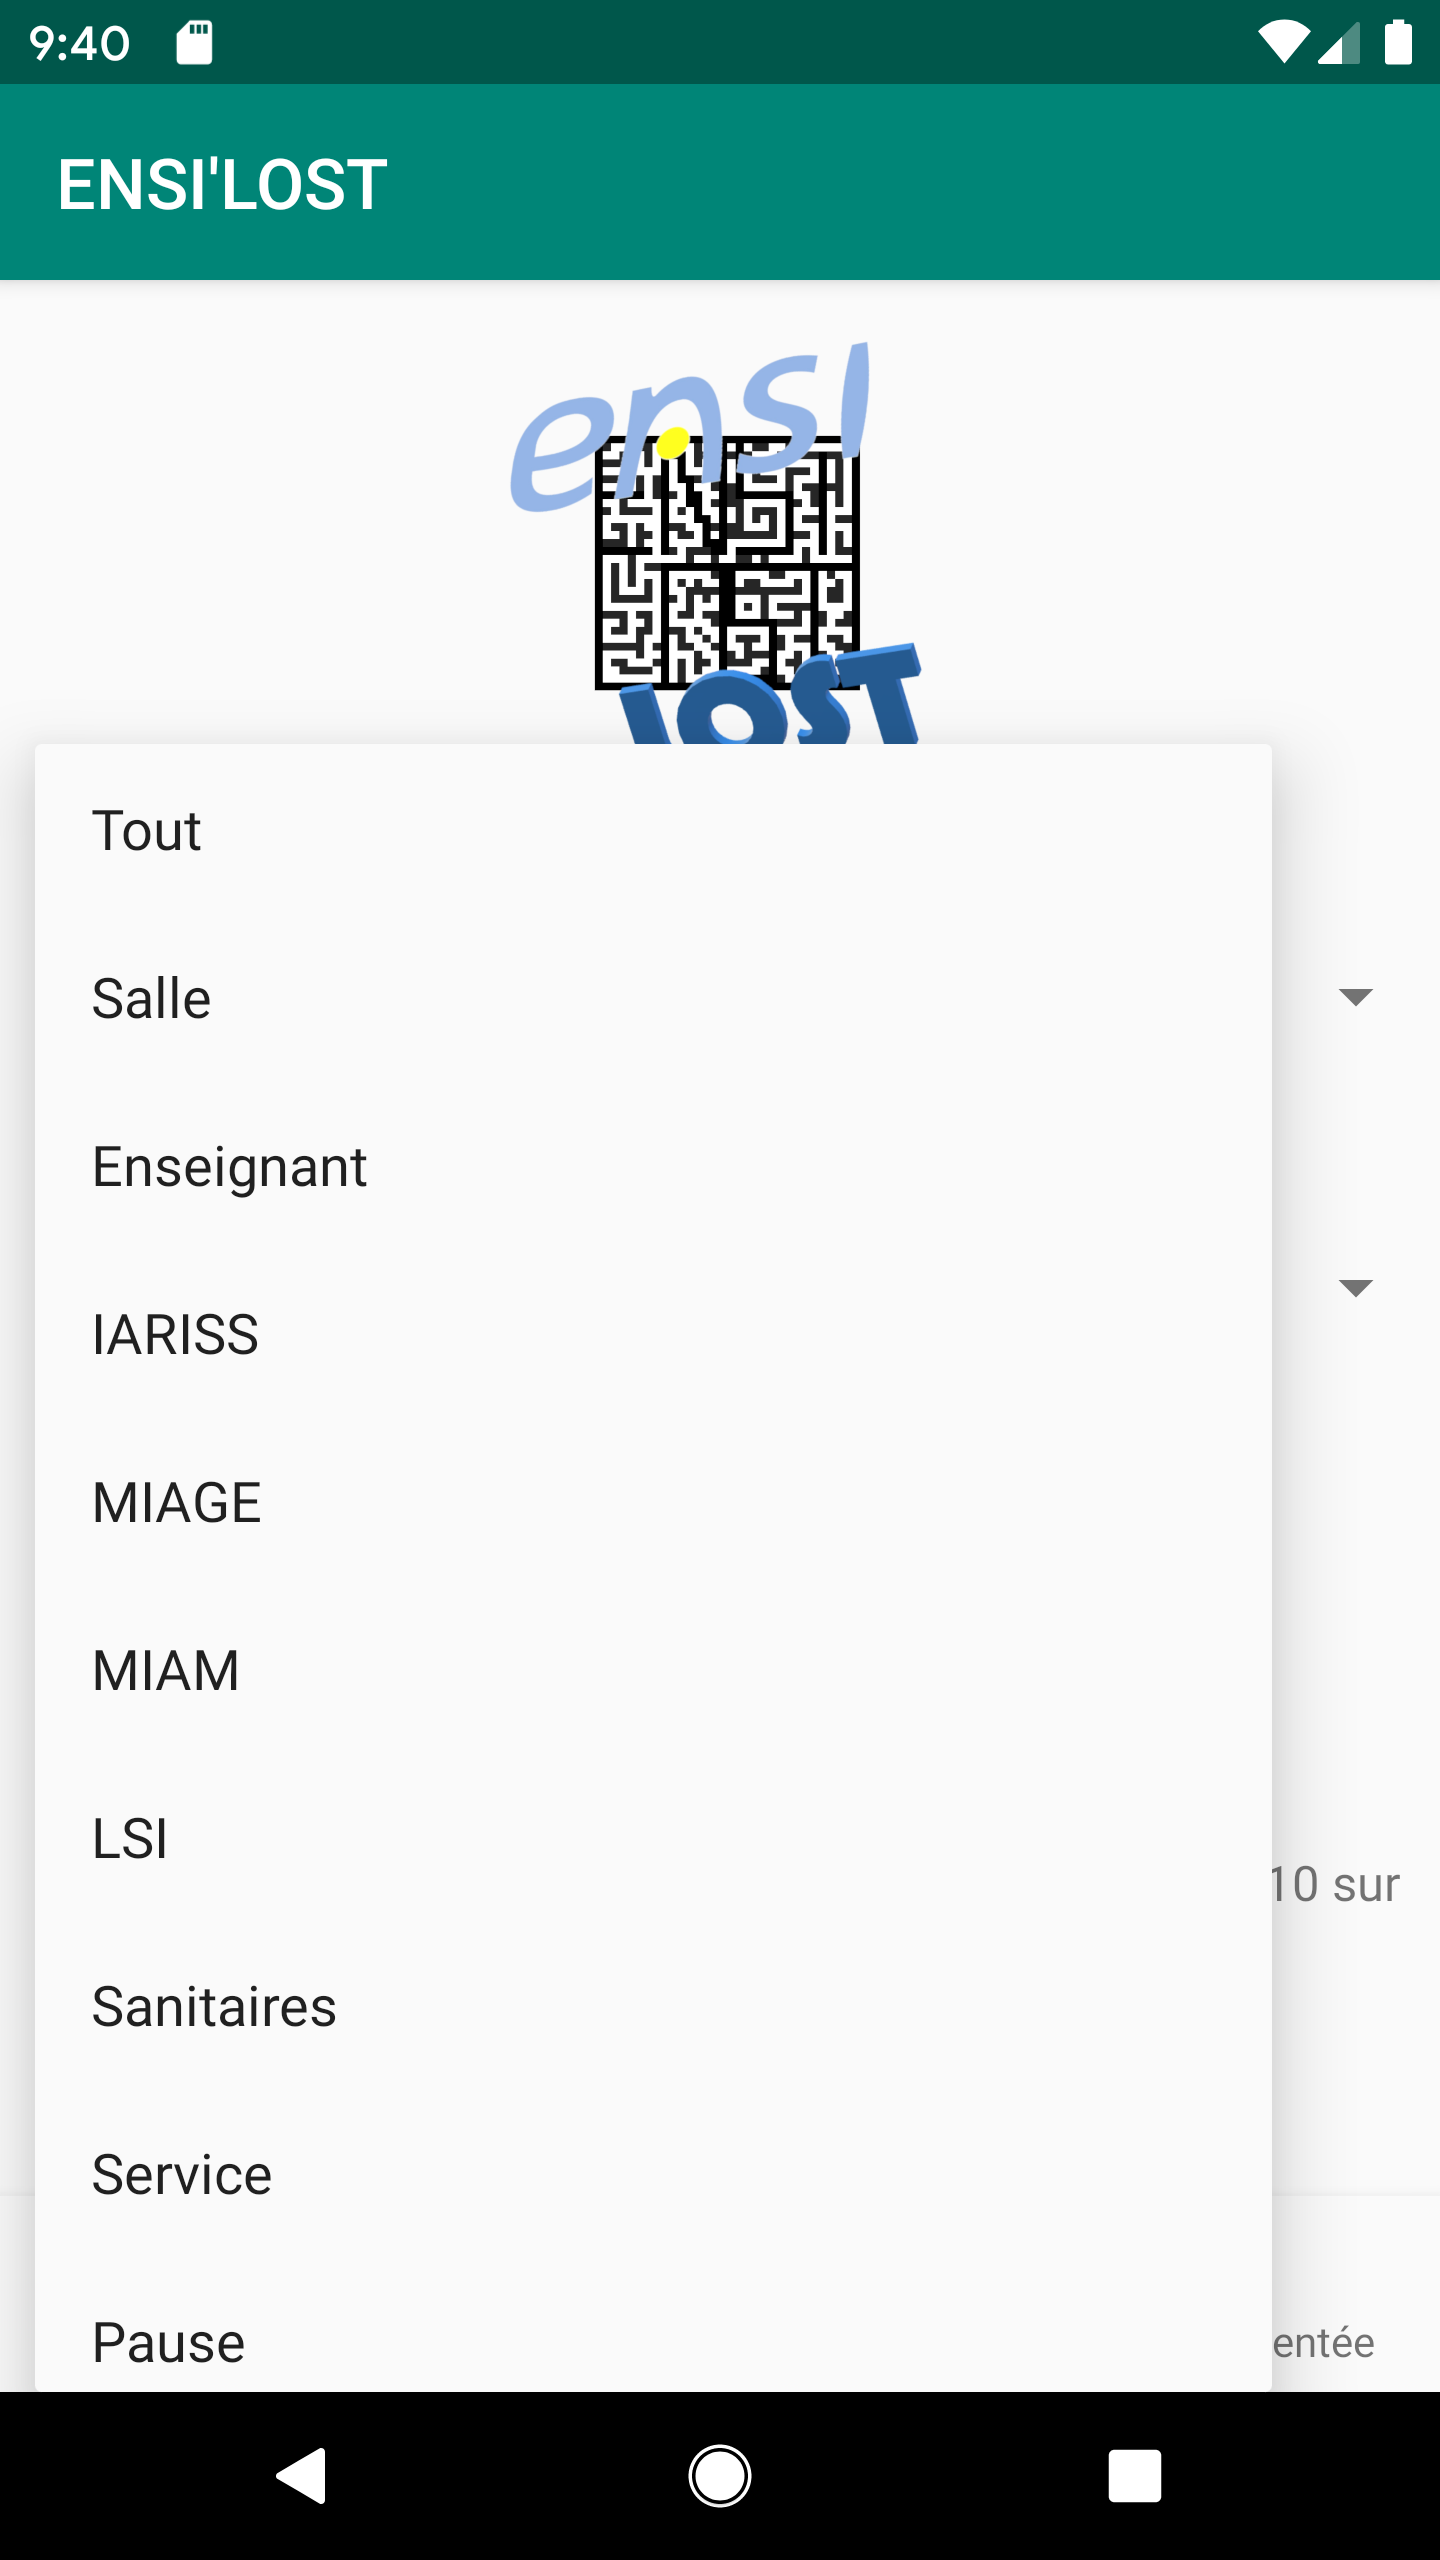 9:40
ENSI'LOST
ensi
LOST
Tout
Salle
Enseignant
IARISS
MIAGE
MIAM
LSI
10 sur
Sanitaires
Service
Pause
entée